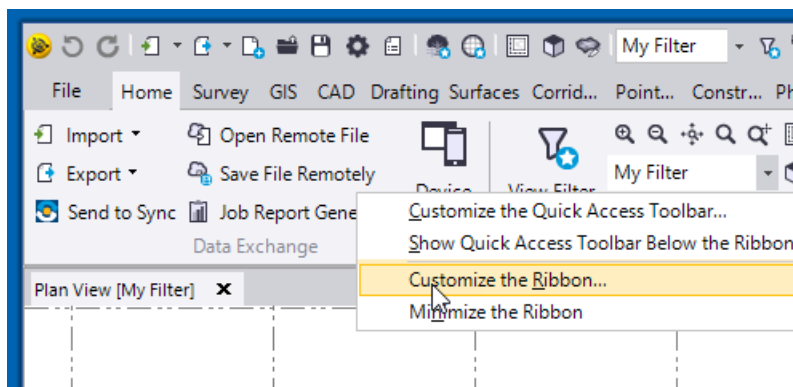 My Filter
File Home Survey GIS CAD Drafting Surfaces Corrid... Point... Constr... Ph
Import Open Remote File
Export Save File Remotely My Filter
Device View Filter
Send to Sync Job Report Gene
Customize the Quick Access Toolbar...
Show Quick Access Toolbar Below the Ribbon
Data Exchange
Customize the Ribbon...
Plan View [My Filter]
Minimize the Ribbon